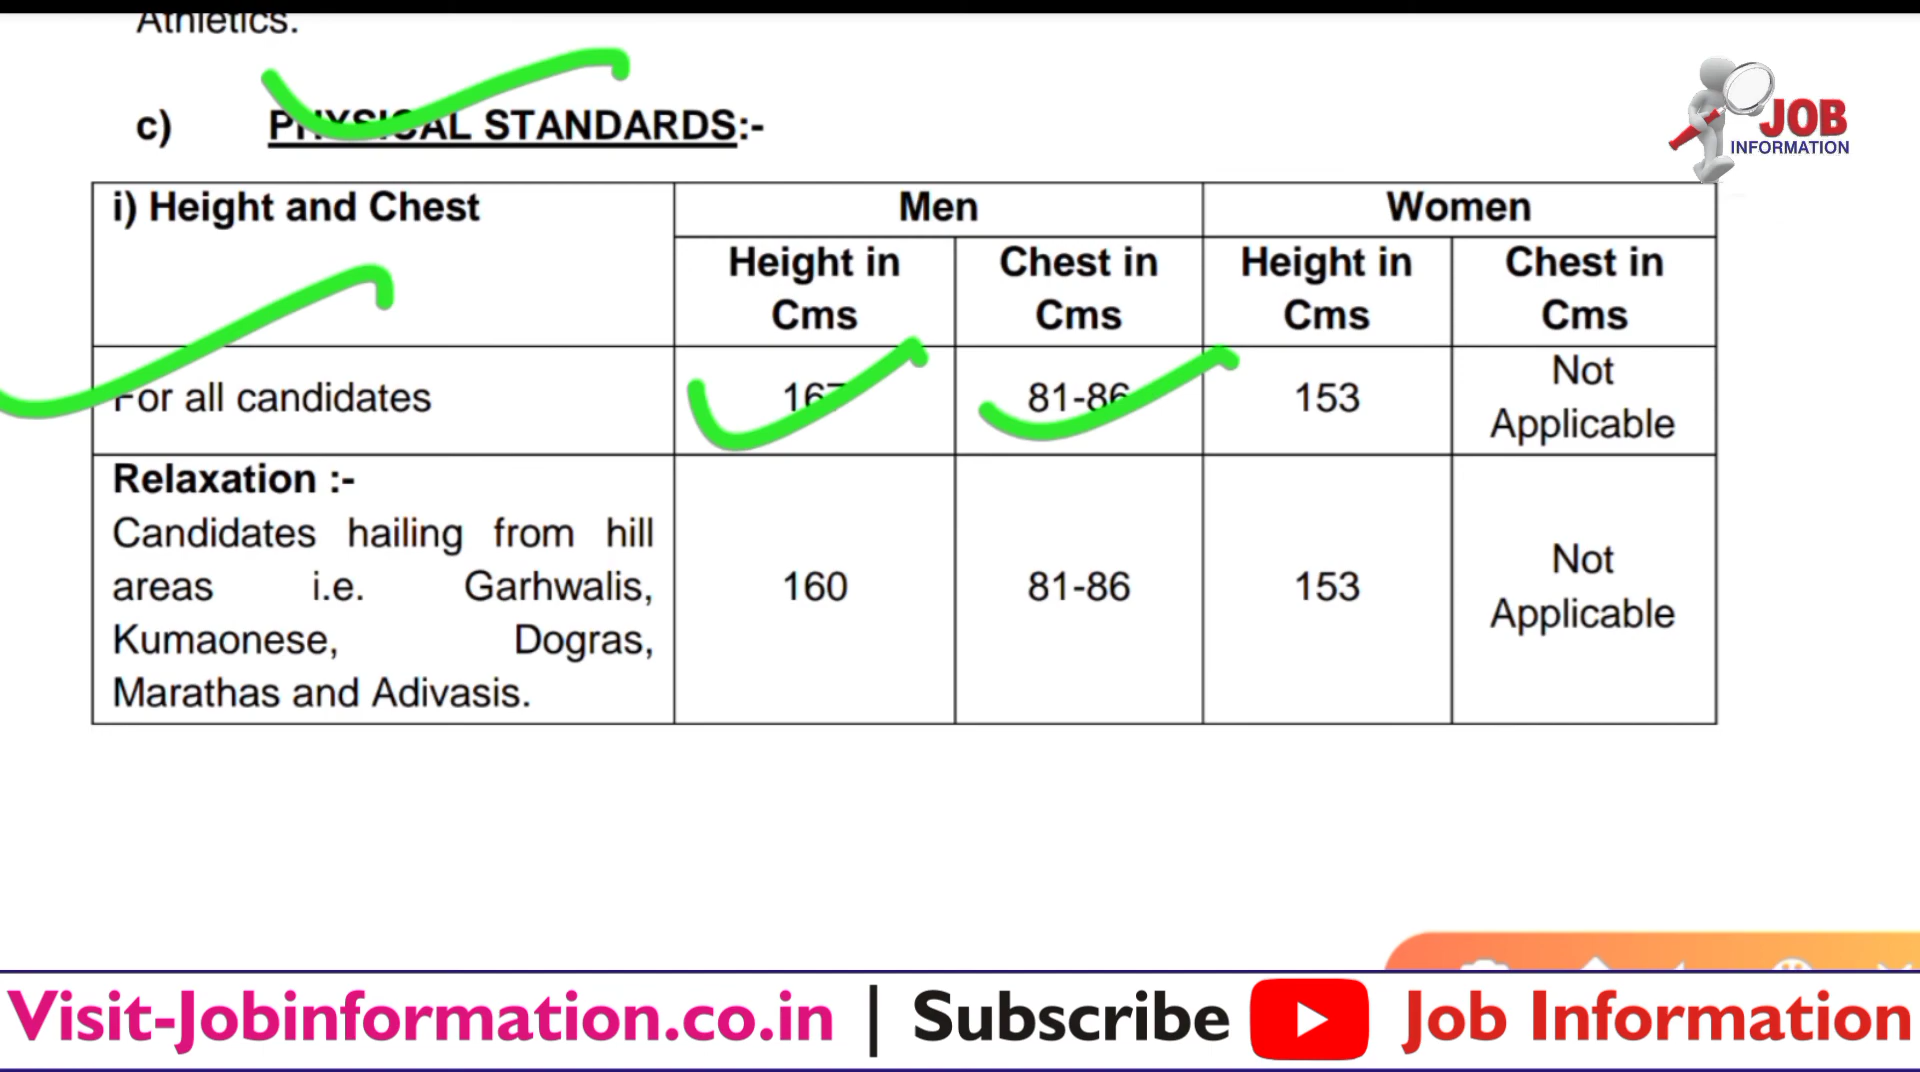 Athletics.
c) PHYSICAL STANDARDS:-
JOB
INFORMATION
i) Height and Chest
Men
Women
Height in
Cms
Chest in
Cms
Height in
Cms
Chest in
Cms
For all candidates
167
81-86
153
Not
Applicable
Relaxation :-
Candidates hailing from hill
areas i.e. Garhwalis,
Kumaonese, Dogras,
Marathas and Adivasis.
160
81-86
153
Not
Applicable
Visit-Jobinformation.co.in | Subscribe Job Information